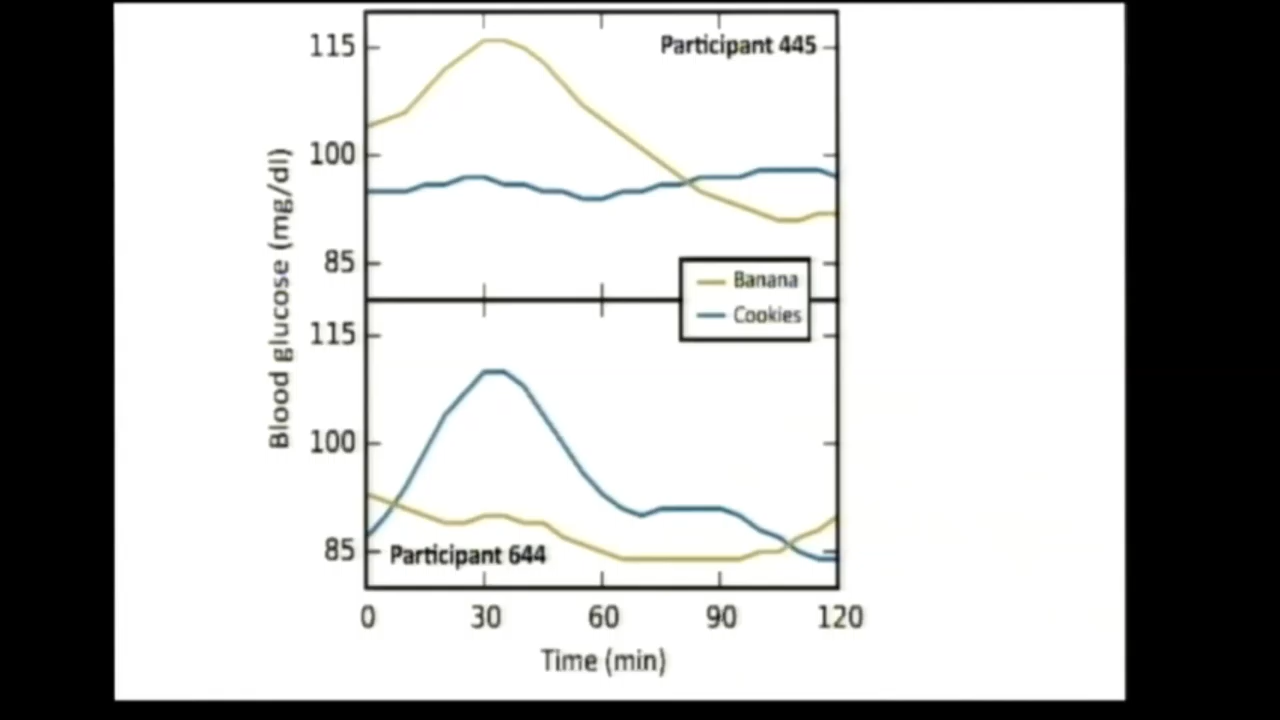 115
Participant 445
100
85
Banana
Cookies
Blood glucose (mg/dl)
115
100
85
Participant 644
0 30 60 90 120
Time (min)